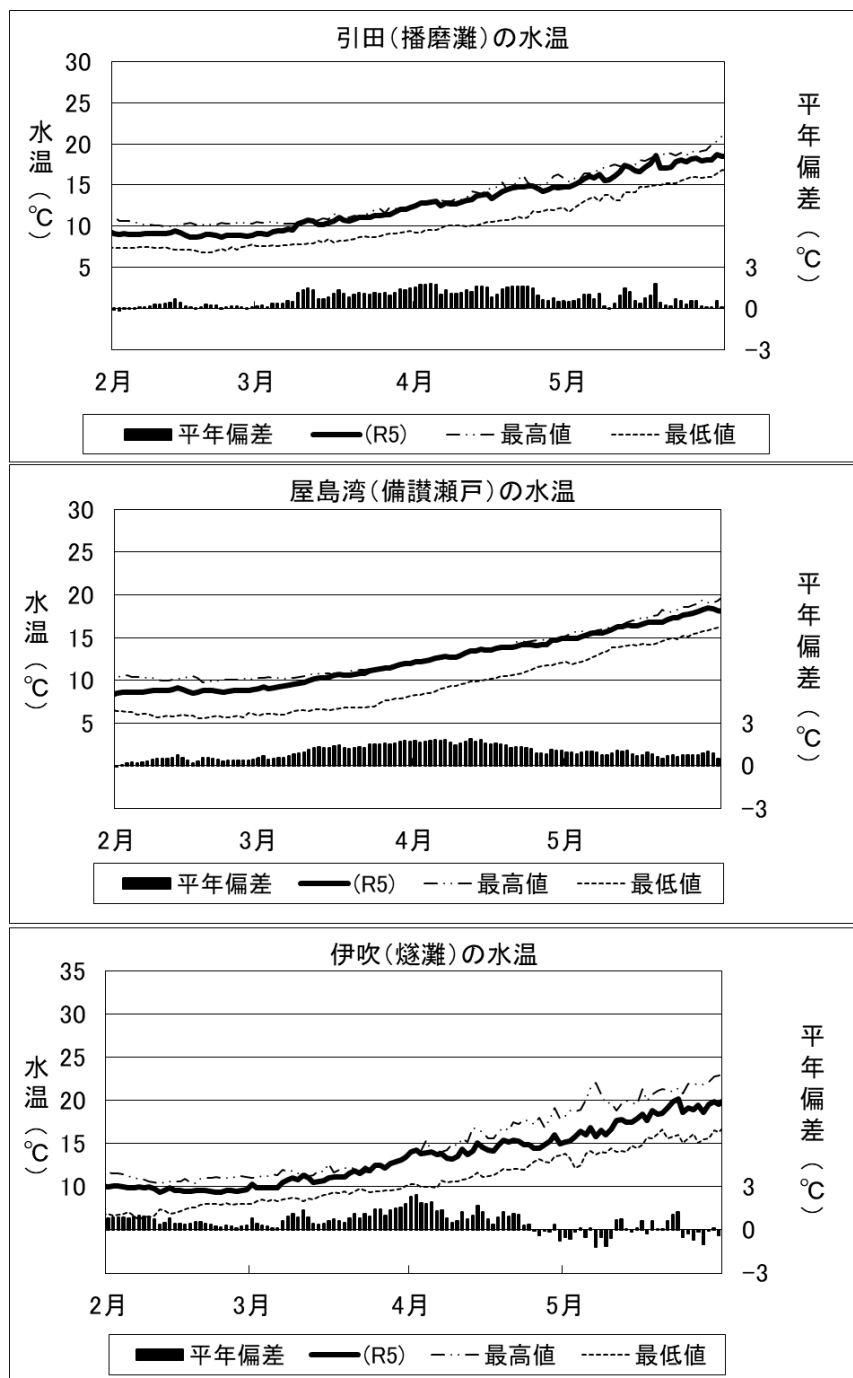 引田（播磨灘）の水温
30
25
20
15
10
5
水温（℃）
平年偏差（℃）
3
0
−3
2月 3月 4月 5月
平年偏差 (R5) 最高値 最低値
屋島湾（備讃瀬戸）の水温
30
25
20
15
10
5
水温（℃）
平年偏差（℃）
3
0
−3
2月 3月 4月 5月
平年偏差 (R5) 最高値 最低値
伊吹（燧灘）の水温
35
30
25
20
15
10
水温（℃）
平年偏差（℃）
3
0
−3
2月 3月 4月 5月
平年偏差 (R5) 最高値 最低値